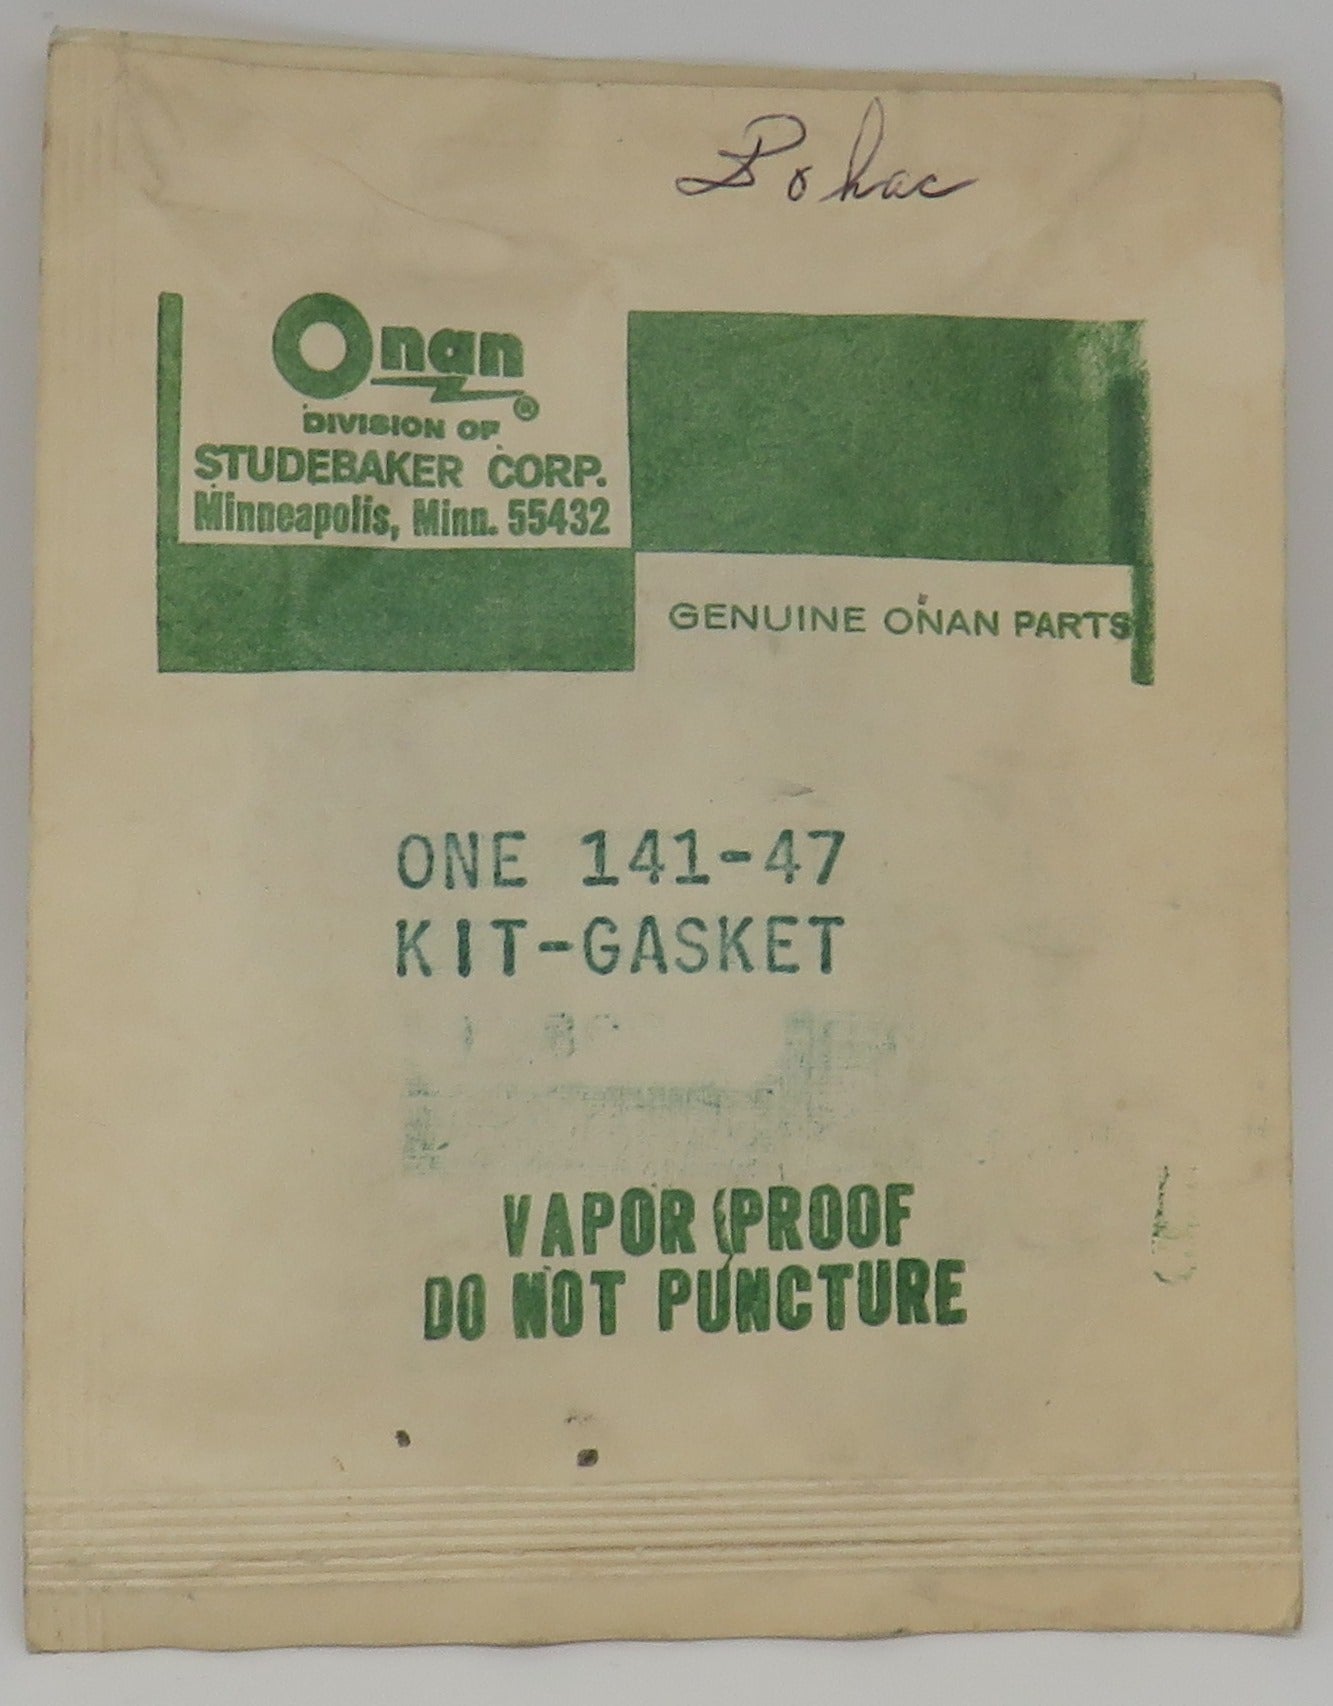 Bohac
Onan®
DIVISION OF
STUDEBAKER CORP.
Minneapolis, Minn. 55432
GENUINE ONAN PARTS
ONE 141-47
KIT-GASKET
VAPOR PROOF
DO NOT PUNCTURE